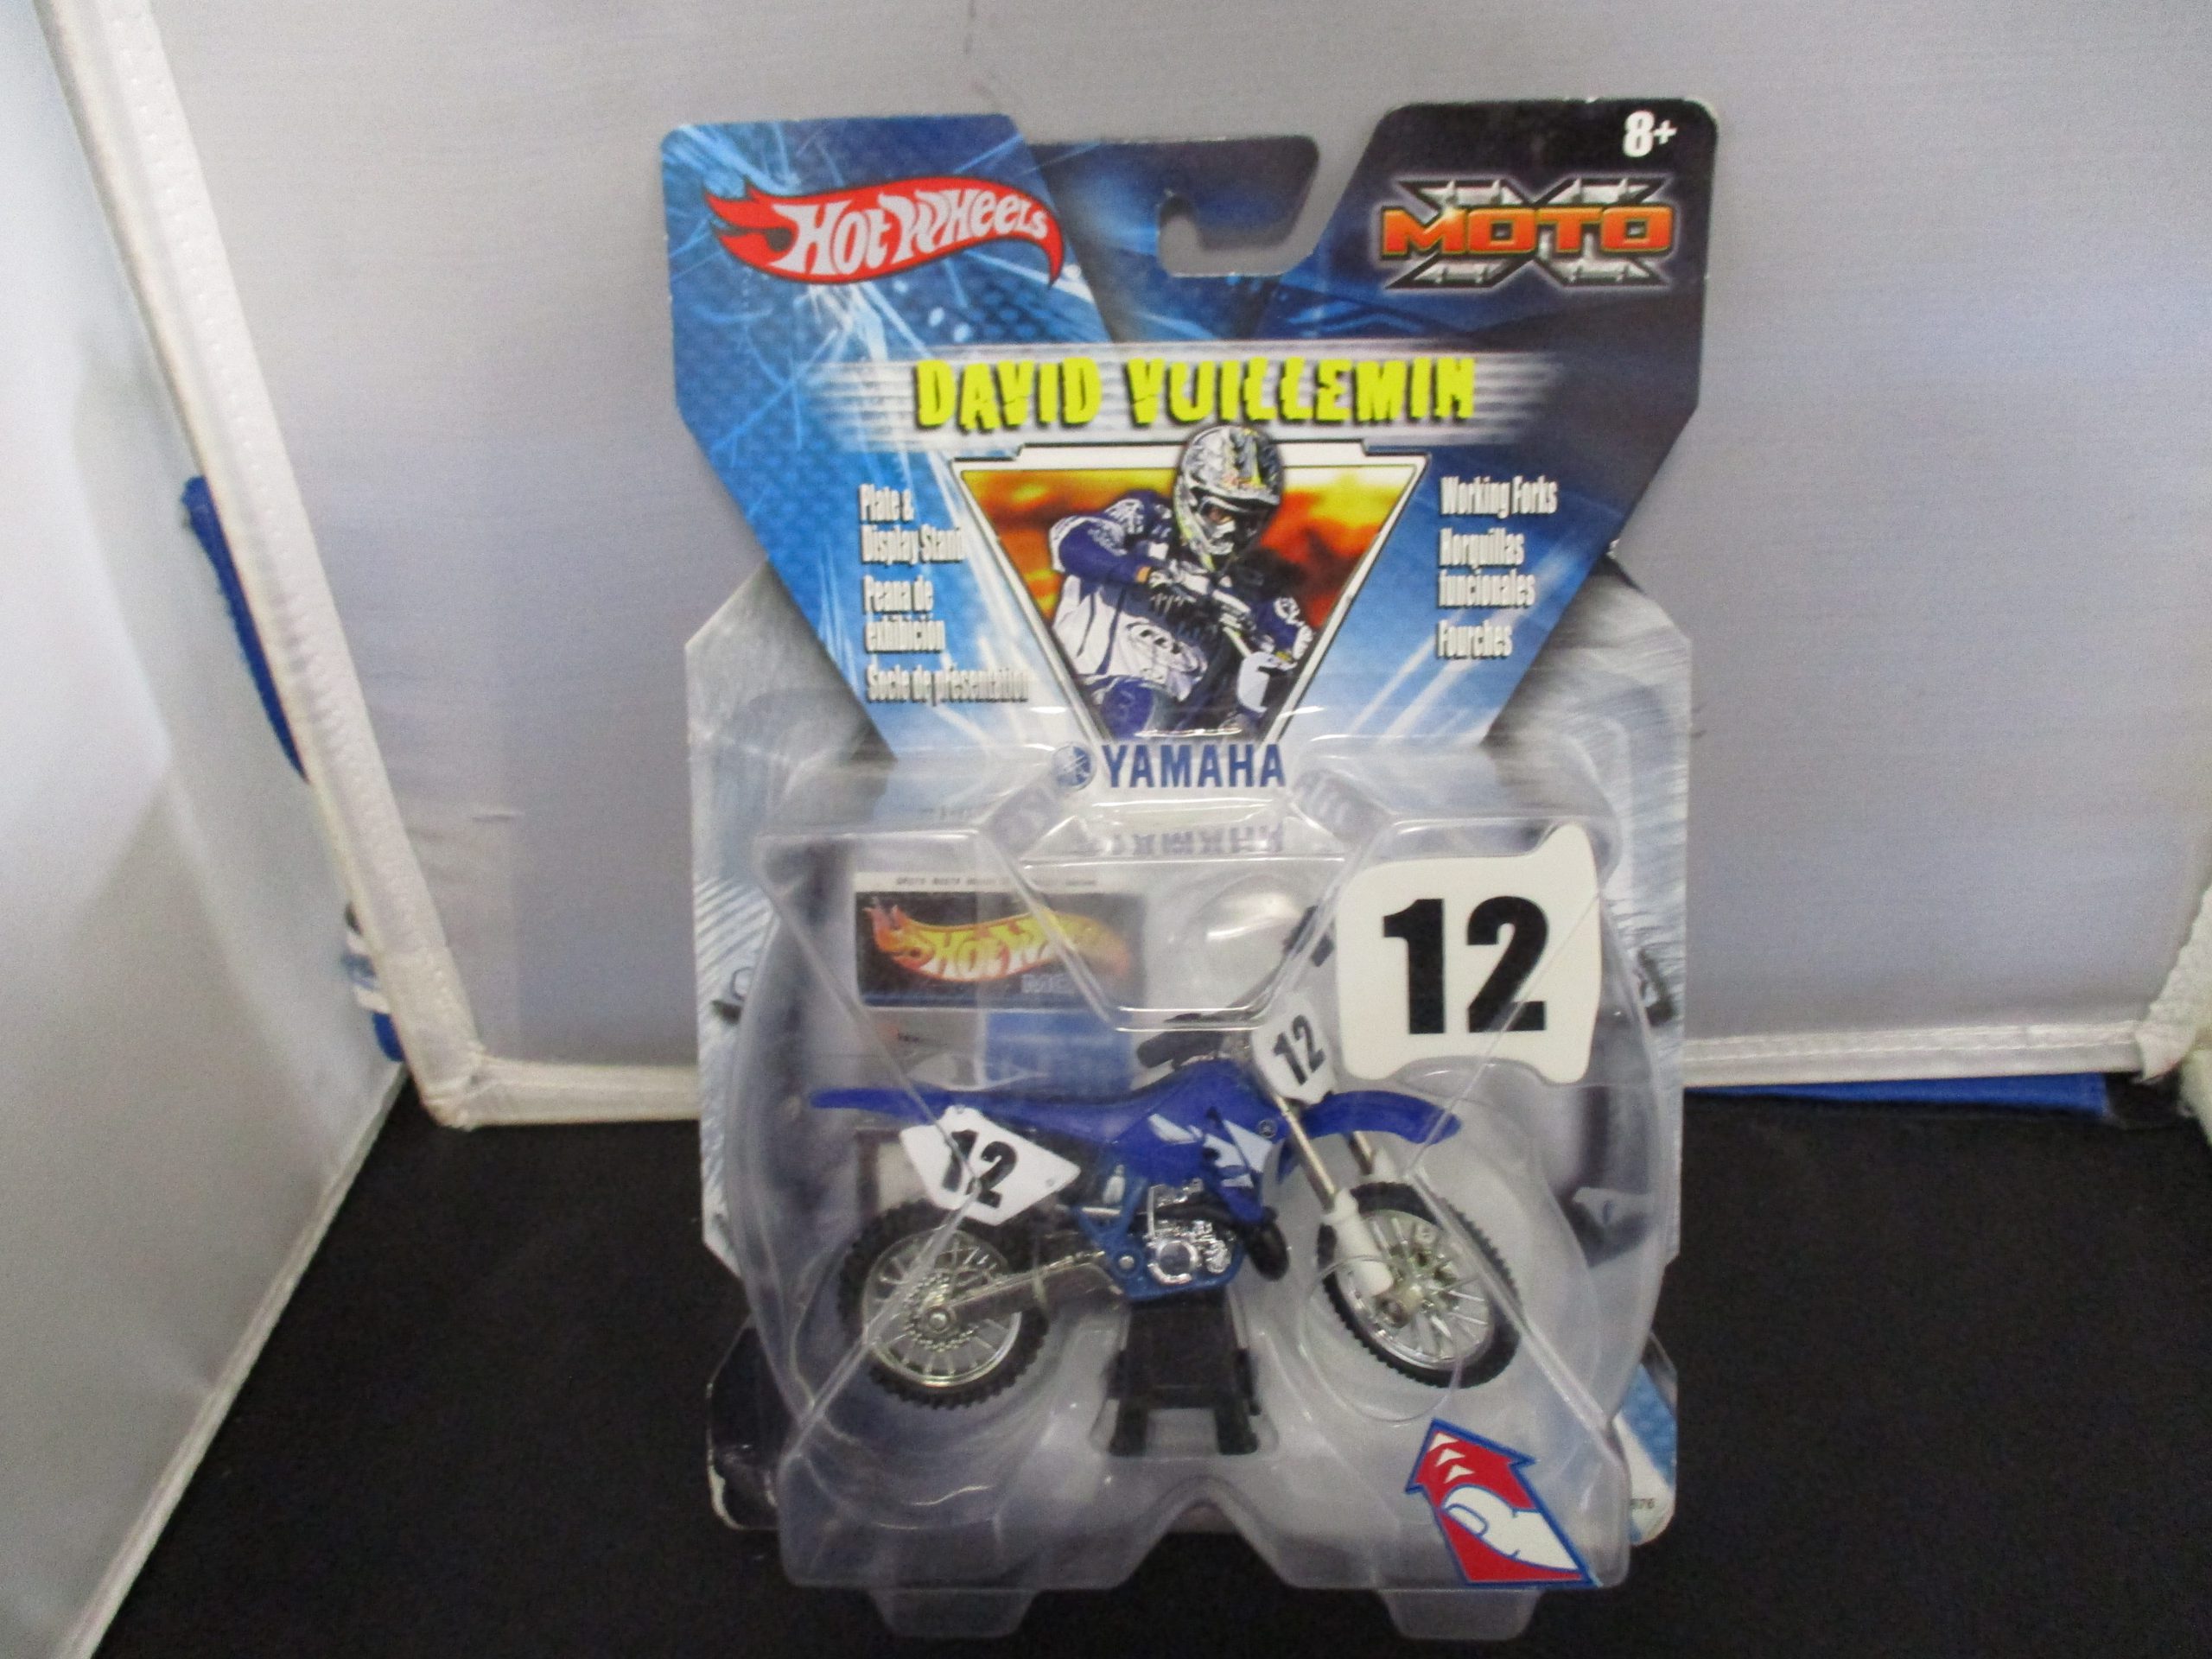 8+
HOT WHEELS
MOTO
DAVID VUILLEMIN
Plate &
Display Stand
Peana de
exhibición
Socle de présentation
Working Forks
Horquillas
funcionales
Fourches
YAMAHA
12
HOT
12
12